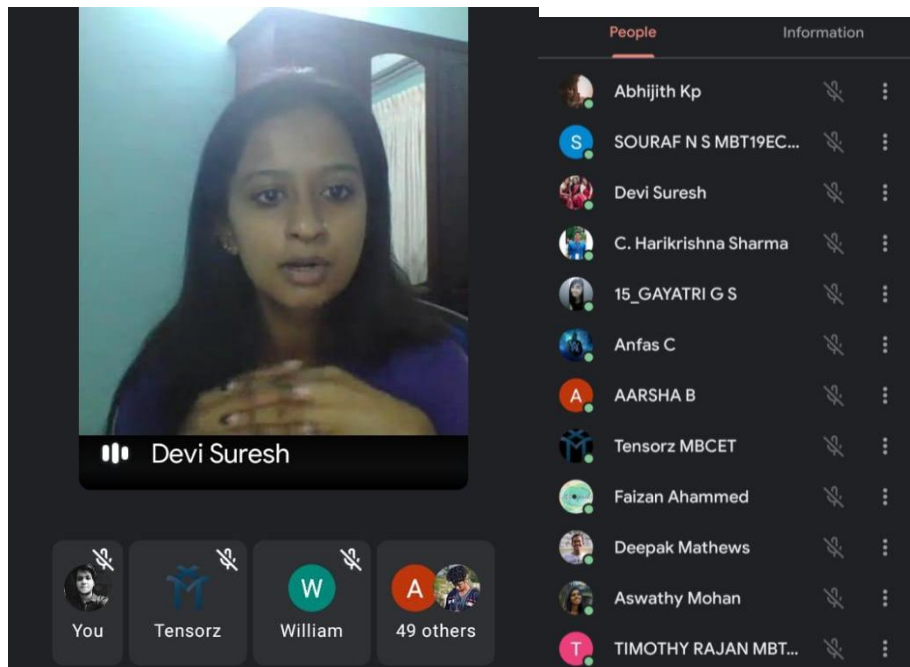 Devi Suresh
You
Tensorz
W
William
A
49 others
People Information
Abhijith Kp
S
SOURAF N S MBT19EC...
Devi Suresh
C. Harikrishna Sharma
15_GAYATRI G S
Anfas C
A
AARSHA B
Tensorz MBCET
Faizan Ahammed
Deepak Mathews
Aswathy Mohan
T
TIMOTHY RAJAN MBT...